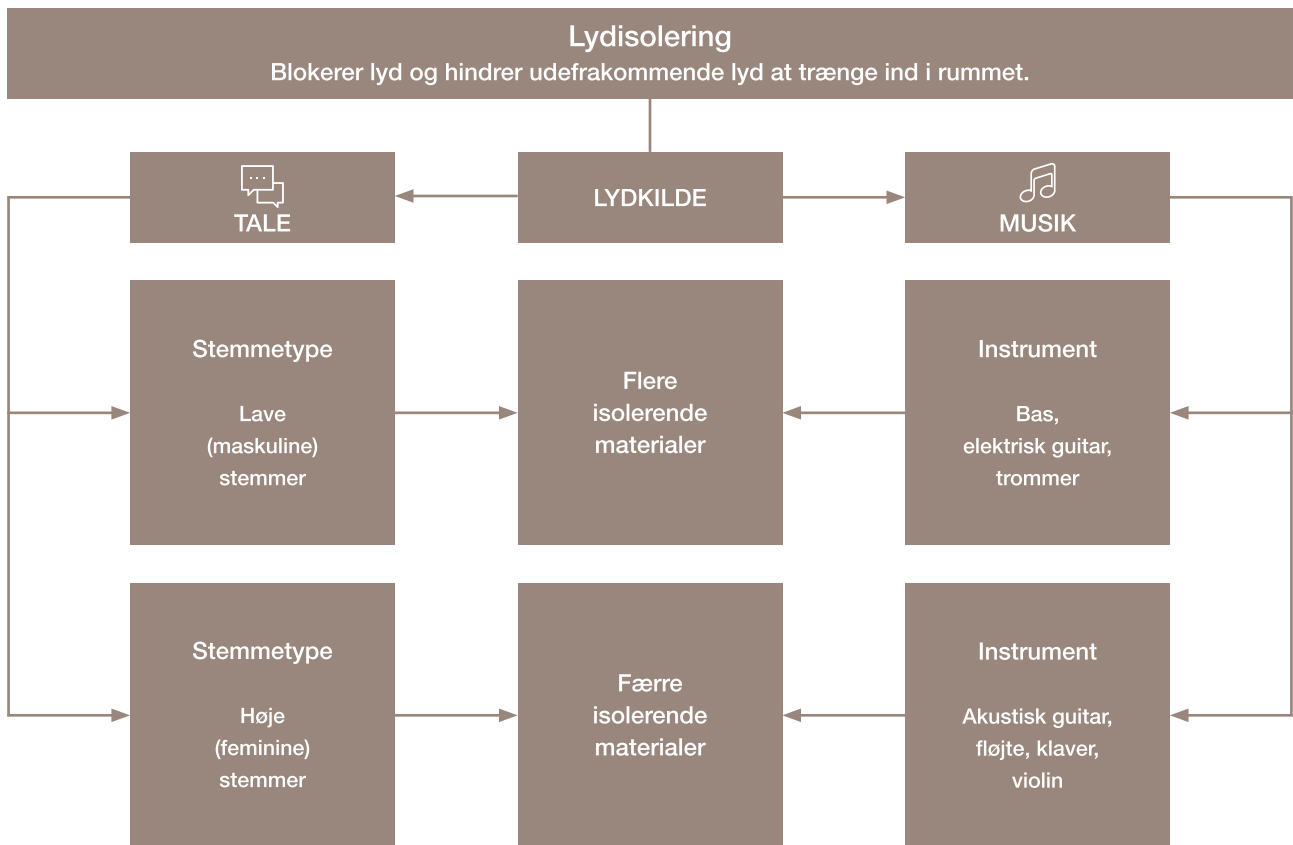 Lydisolering
Blokerer lyd og hindrer udefrakommende lyd at trænge ind i rummet.
TALE
LYDKILDE
MUSIK
Stemmetype
Lave
(maskuline)
stemmer
Flere
isolerende
materialer
Instrument
Bas,
elektrisk guitar,
trommer
Stemmetype
Høje
(feminine)
stemmer
Færre
isolerende
materialer
Instrument
Akustisk guitar,
fløjte, klaver,
violin